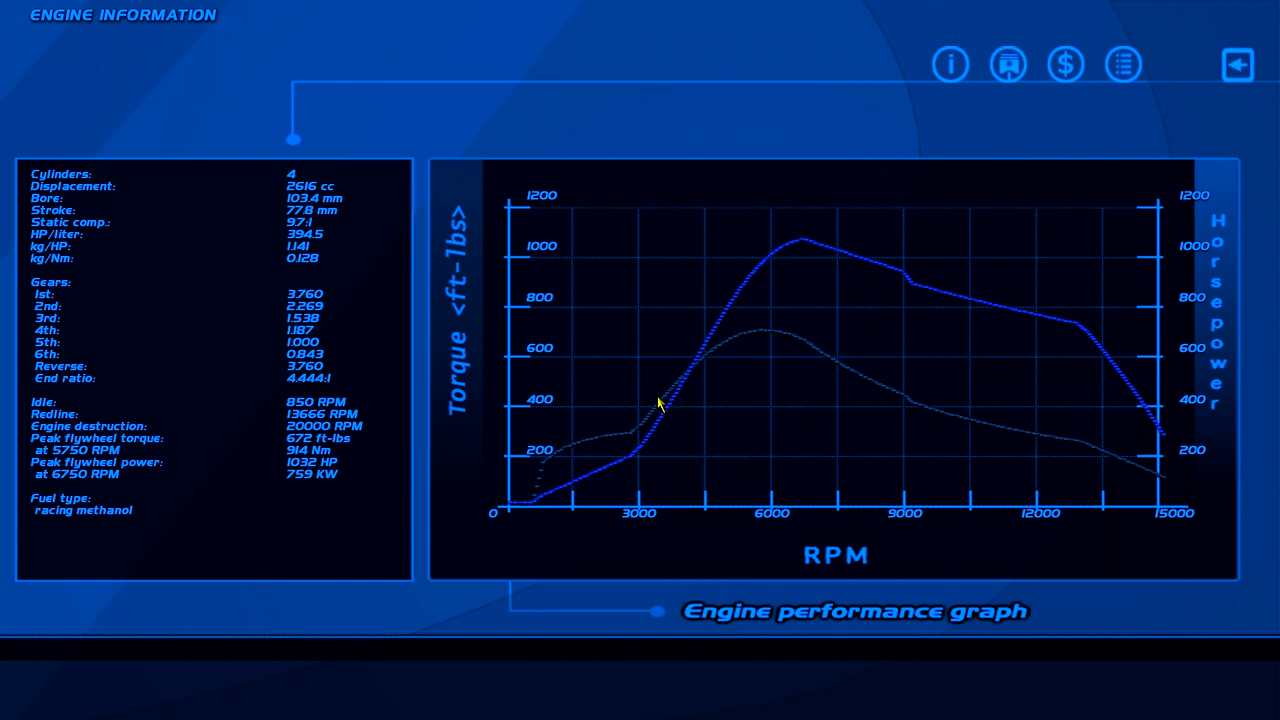 ENGINE INFORMATION
Cylinders: 4
Displacement: 2616 cc
Bore: 103.4 mm
Stroke: 77.8 mm
Static comp.: 9.7:1
HP/liter: 394.5
kg/HP: 1.141
kg/Nm: 0.128
Gears:
1st: 3.760
2nd: 2.269
3rd: 1.538
4th: 1.187
5th: 1.000
6th: 0.843
Reverse: 3.760
End ratio: 4.444:1
Idle: 850 RPM
Redline: 13666 RPM
Engine destruction: 20000 RPM
Peak flywheel torque: 672 ft-lbs
at 5750 RPM 914 Nm
Peak flywheel power: 1032 HP
at 6750 RPM 759 KW
Fuel type:
racing methanol
Torque <ft-lbs>
1200 1200
1000 1000
800 800
600 600
400 400
200 200
0 3000 6000 9000 12000 15000
Horsepower
RPM
Engine performance graph